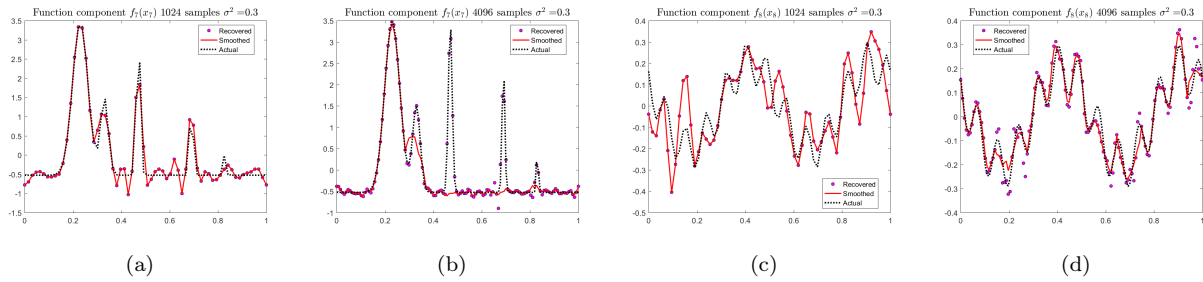 Function component f₇(x₇) 1024 samples σ² =0.3
Recovered
Smoothed
Actual
3.5
3
2.5
2
1.5
1
0.5
0
-0.5
-1
-1.5
0 0.2 0.4 0.6 0.8 1
(a)
Function component f₇(x₇) 4096 samples σ² =0.3
Recovered
Smoothed
Actual
3.5
3
2.5
2
1.5
1
0.5
0
-0.5
-1
0 0.2 0.4 0.6 0.8 1
(b)
Function component f₈(x₈) 1024 samples σ² =0.3
0.4
0.3
0.2
0.1
0
-0.1
-0.2
-0.3
-0.4
-0.5
Recovered
Smoothed
Actual
0 0.2 0.4 0.6 0.8 1
(c)
Function component f₈(x₈) 4096 samples σ² =0.3
Recovered
Smoothed
Actual
0.4
0.3
0.2
0.1
0
-0.1
-0.2
-0.3
-0.4
0 0.2 0.4 0.6 0.8 1
(d)